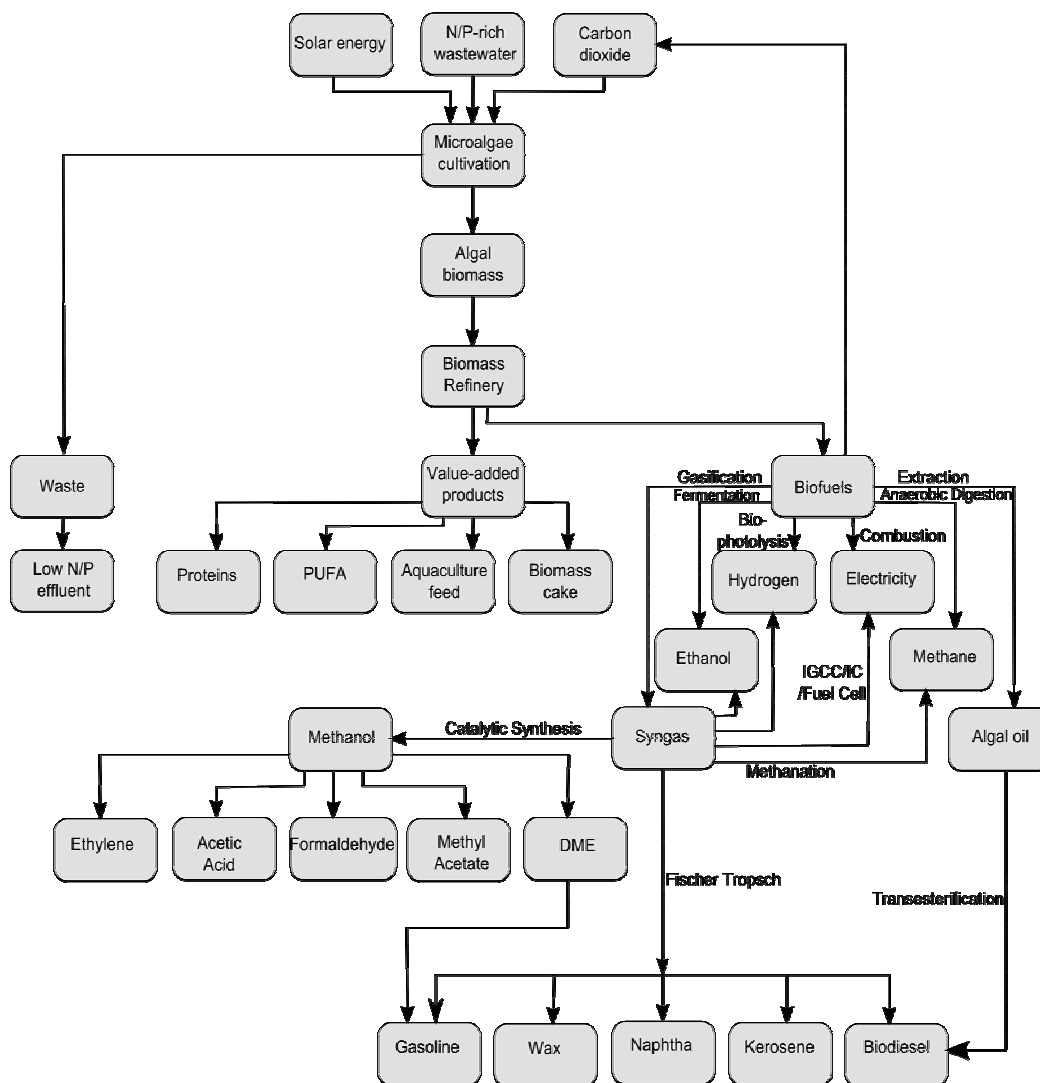 Solar energy
N/P-rich
wastewater
Carbon
dioxide
Microalgae
cultivation
Algal
biomass
Biomass
Refinery
Waste
Value-added
products
Gasification
Fermentation
Biofuels
Extraction
Anaerobic Digestion
Bio-
photolysis
Combustion
Low N/P
effluent
Proteins
PUFA
Aquaculture
feed
Biomass
cake
Hydrogen
Electricity
Ethanol
IGCC/IC
/Fuel Cell
Methane
Methanol
Catalytic Synthesis
Syngas
Methanation
Algal oil
Ethylene
Acetic
Acid
Formaldehyde
Methyl
Acetate
DME
Fischer Tropsch
Transesterification
Gasoline
Wax
Naphtha
Kerosene
Biodiesel